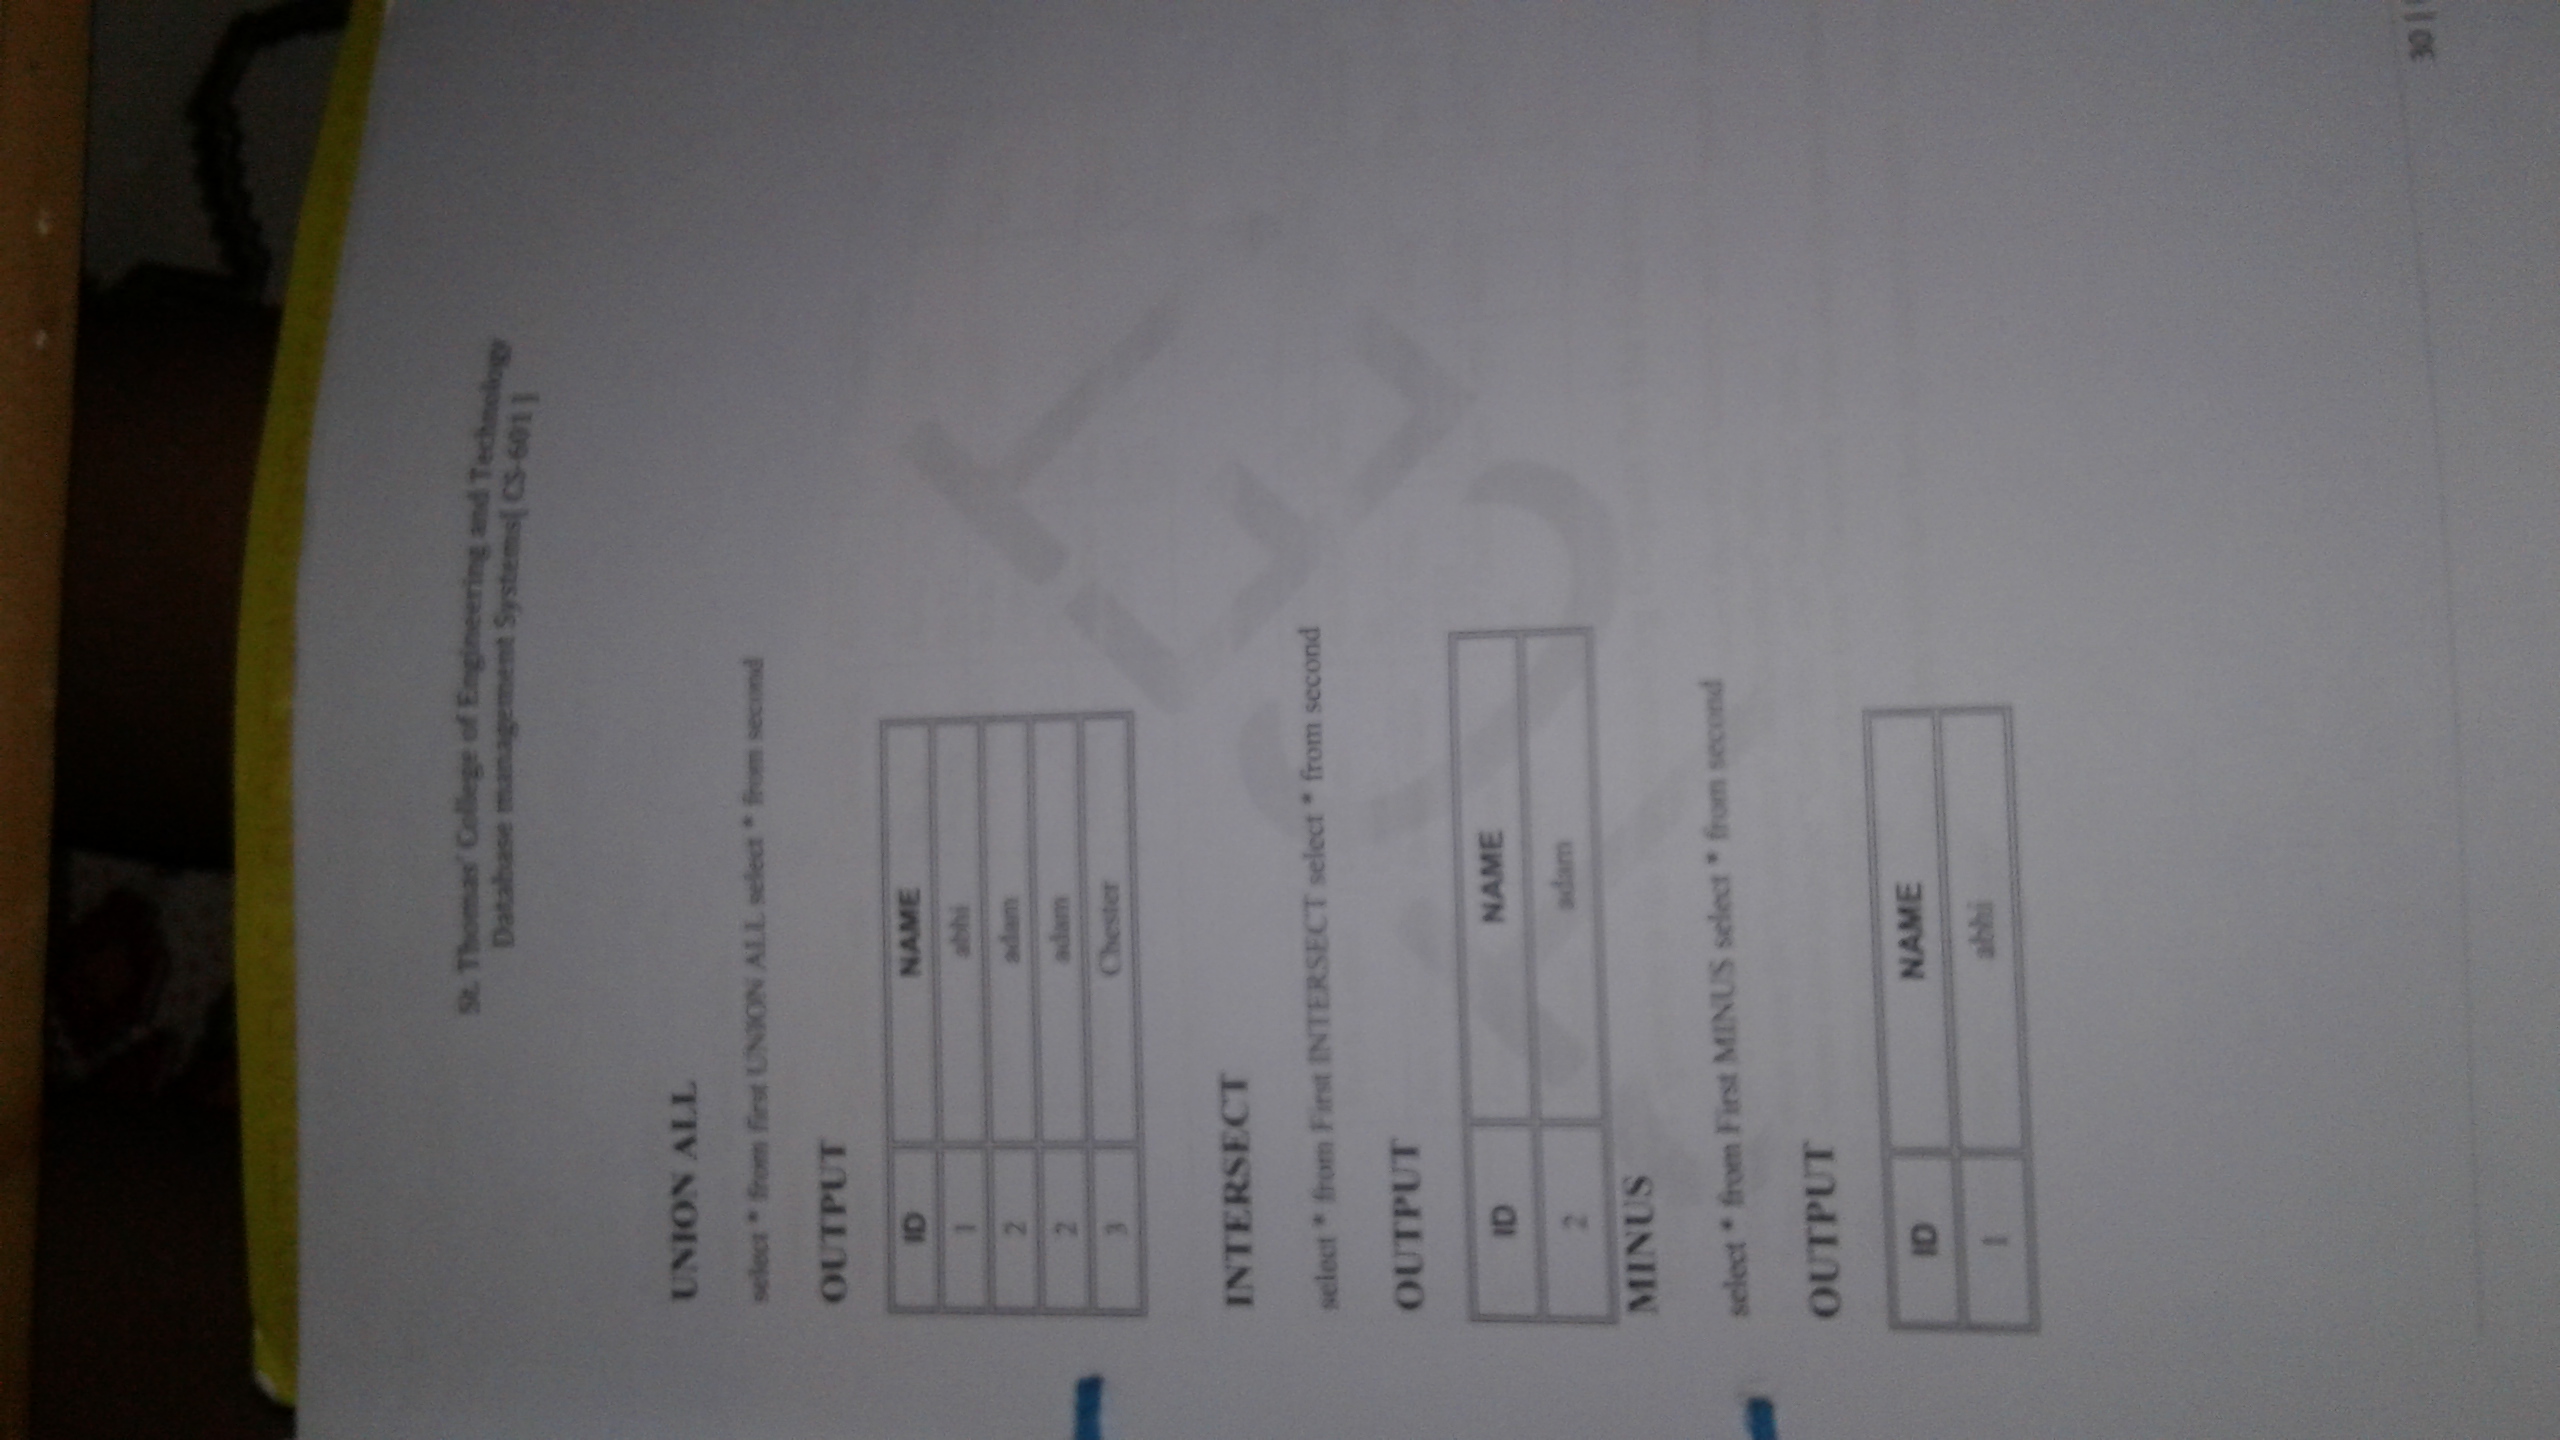 St. Thomas' College of Engineering and Technology
Database management Systems[ CS-601 ]
UNION ALL
select * from first UNION ALL select * from second
OUTPUT
ID NAME
1 abhi
2 adam
2 adam
3 Chester
INTERSECT
select * from First INTERSECT select * from second
OUTPUT
ID NAME
2 adam
MINUS
select * from First MINUS select * from second
OUTPUT
ID NAME
1 abhi
30 |